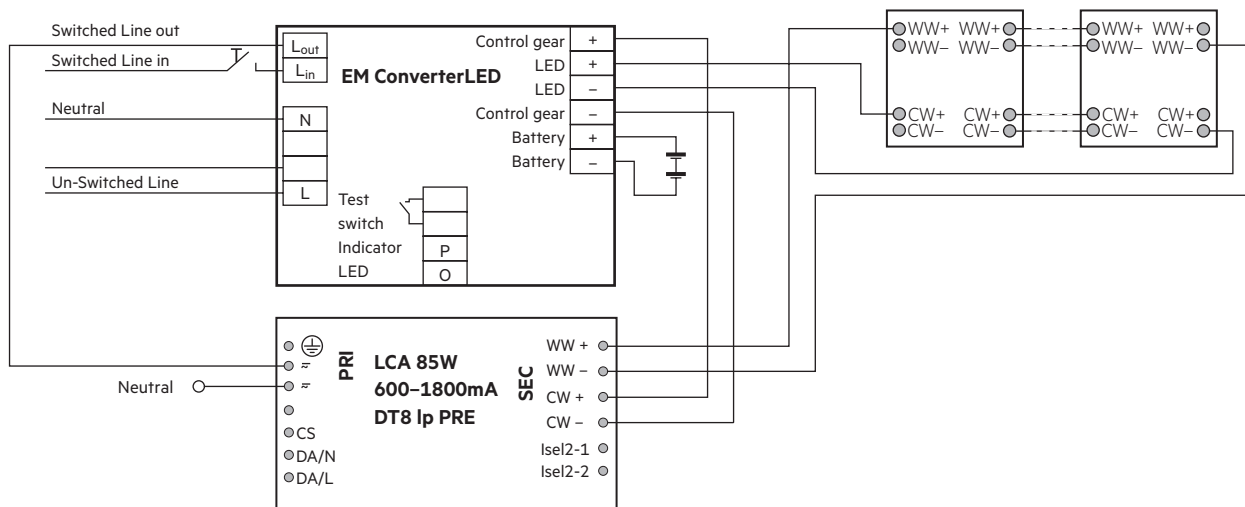 Switched Line out
Switched Line in
Neutral
Un-Switched Line
Lout
Lin
N
L
EM ConverterLED
Control gear +
LED +
LED –
Control gear –
Battery +
Battery –
Test
switch
Indicator P
LED O
WW+ WW+
WW– WW–
CW+ CW+
CW– CW–
WW+ WW+
WW– WW–
CW+ CW+
CW– CW–
Neutral
PRI
LCA 85W
600–1800mA
DT8 lp PRE
SEC
CS
DA/N
DA/L
WW +
WW –
CW +
CW –
Isel2-1
Isel2-2